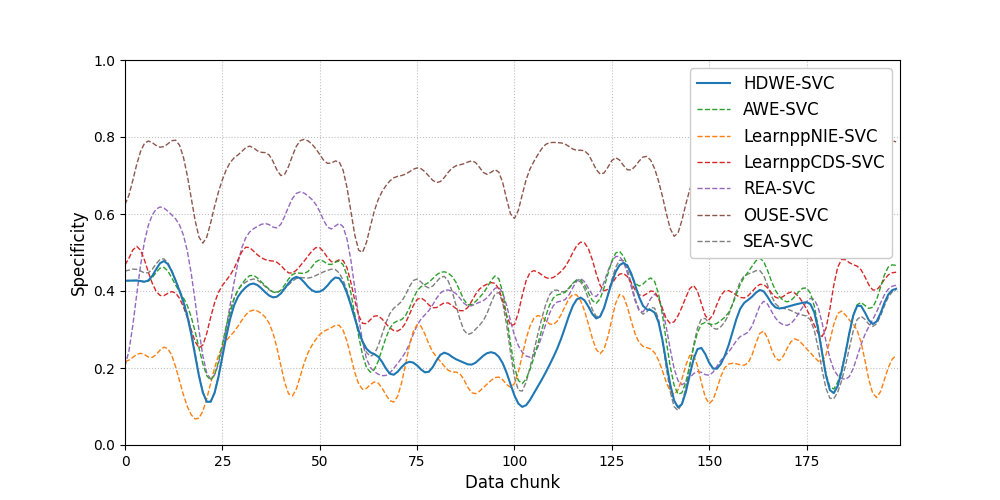 1.0
0.8
0.6
0.4
0.2
0.0
Specificity
0
25
50
75
100
125
150
175
Data chunk
HDWE-SVC
AWE-SVC
LearnppNIE-SVC
LearnppCDS-SVC
REA-SVC
OUSE-SVC
SEA-SVC